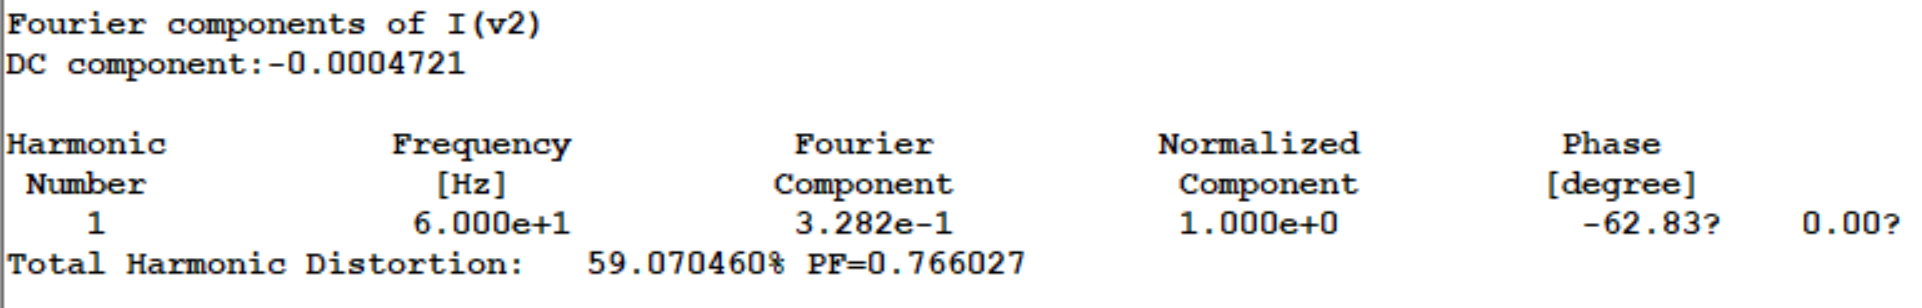 Fourier components of I(v2)
DC component:-0.0004721
Harmonic Frequency Fourier Normalized Phase
Number [Hz] Component Component [degree]
1 6.000e+1 3.282e-1 1.000e+0 -62.83? 0.00?
Total Harmonic Distortion: 59.070460% PF=0.766027